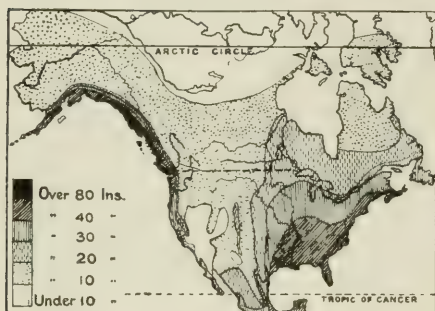 ARCTIC CIRCLE
Over 80 Ins.
" 40 "
" 30 "
" 20 "
" 10 "
Under 10 "
TROPIC OF CANCER